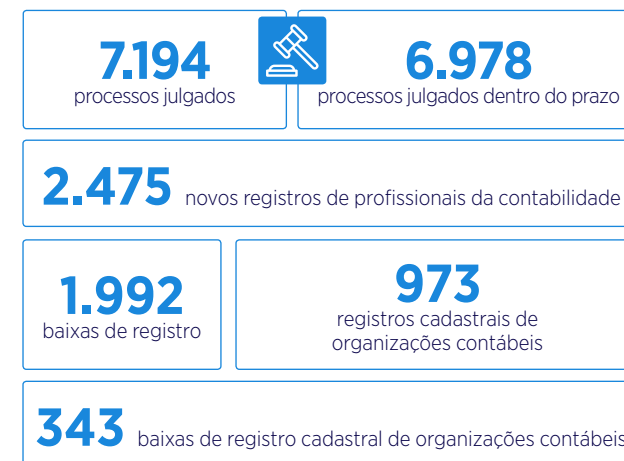 7.194
processos julgados
6.978
processos julgados dentro do prazo
2.475 novos registros de profissionais da contabilidade
1.992
baixas de registro
973
registros cadastrais de
organizações contábeis
343 baixas de registro cadastral de organizações contábeis